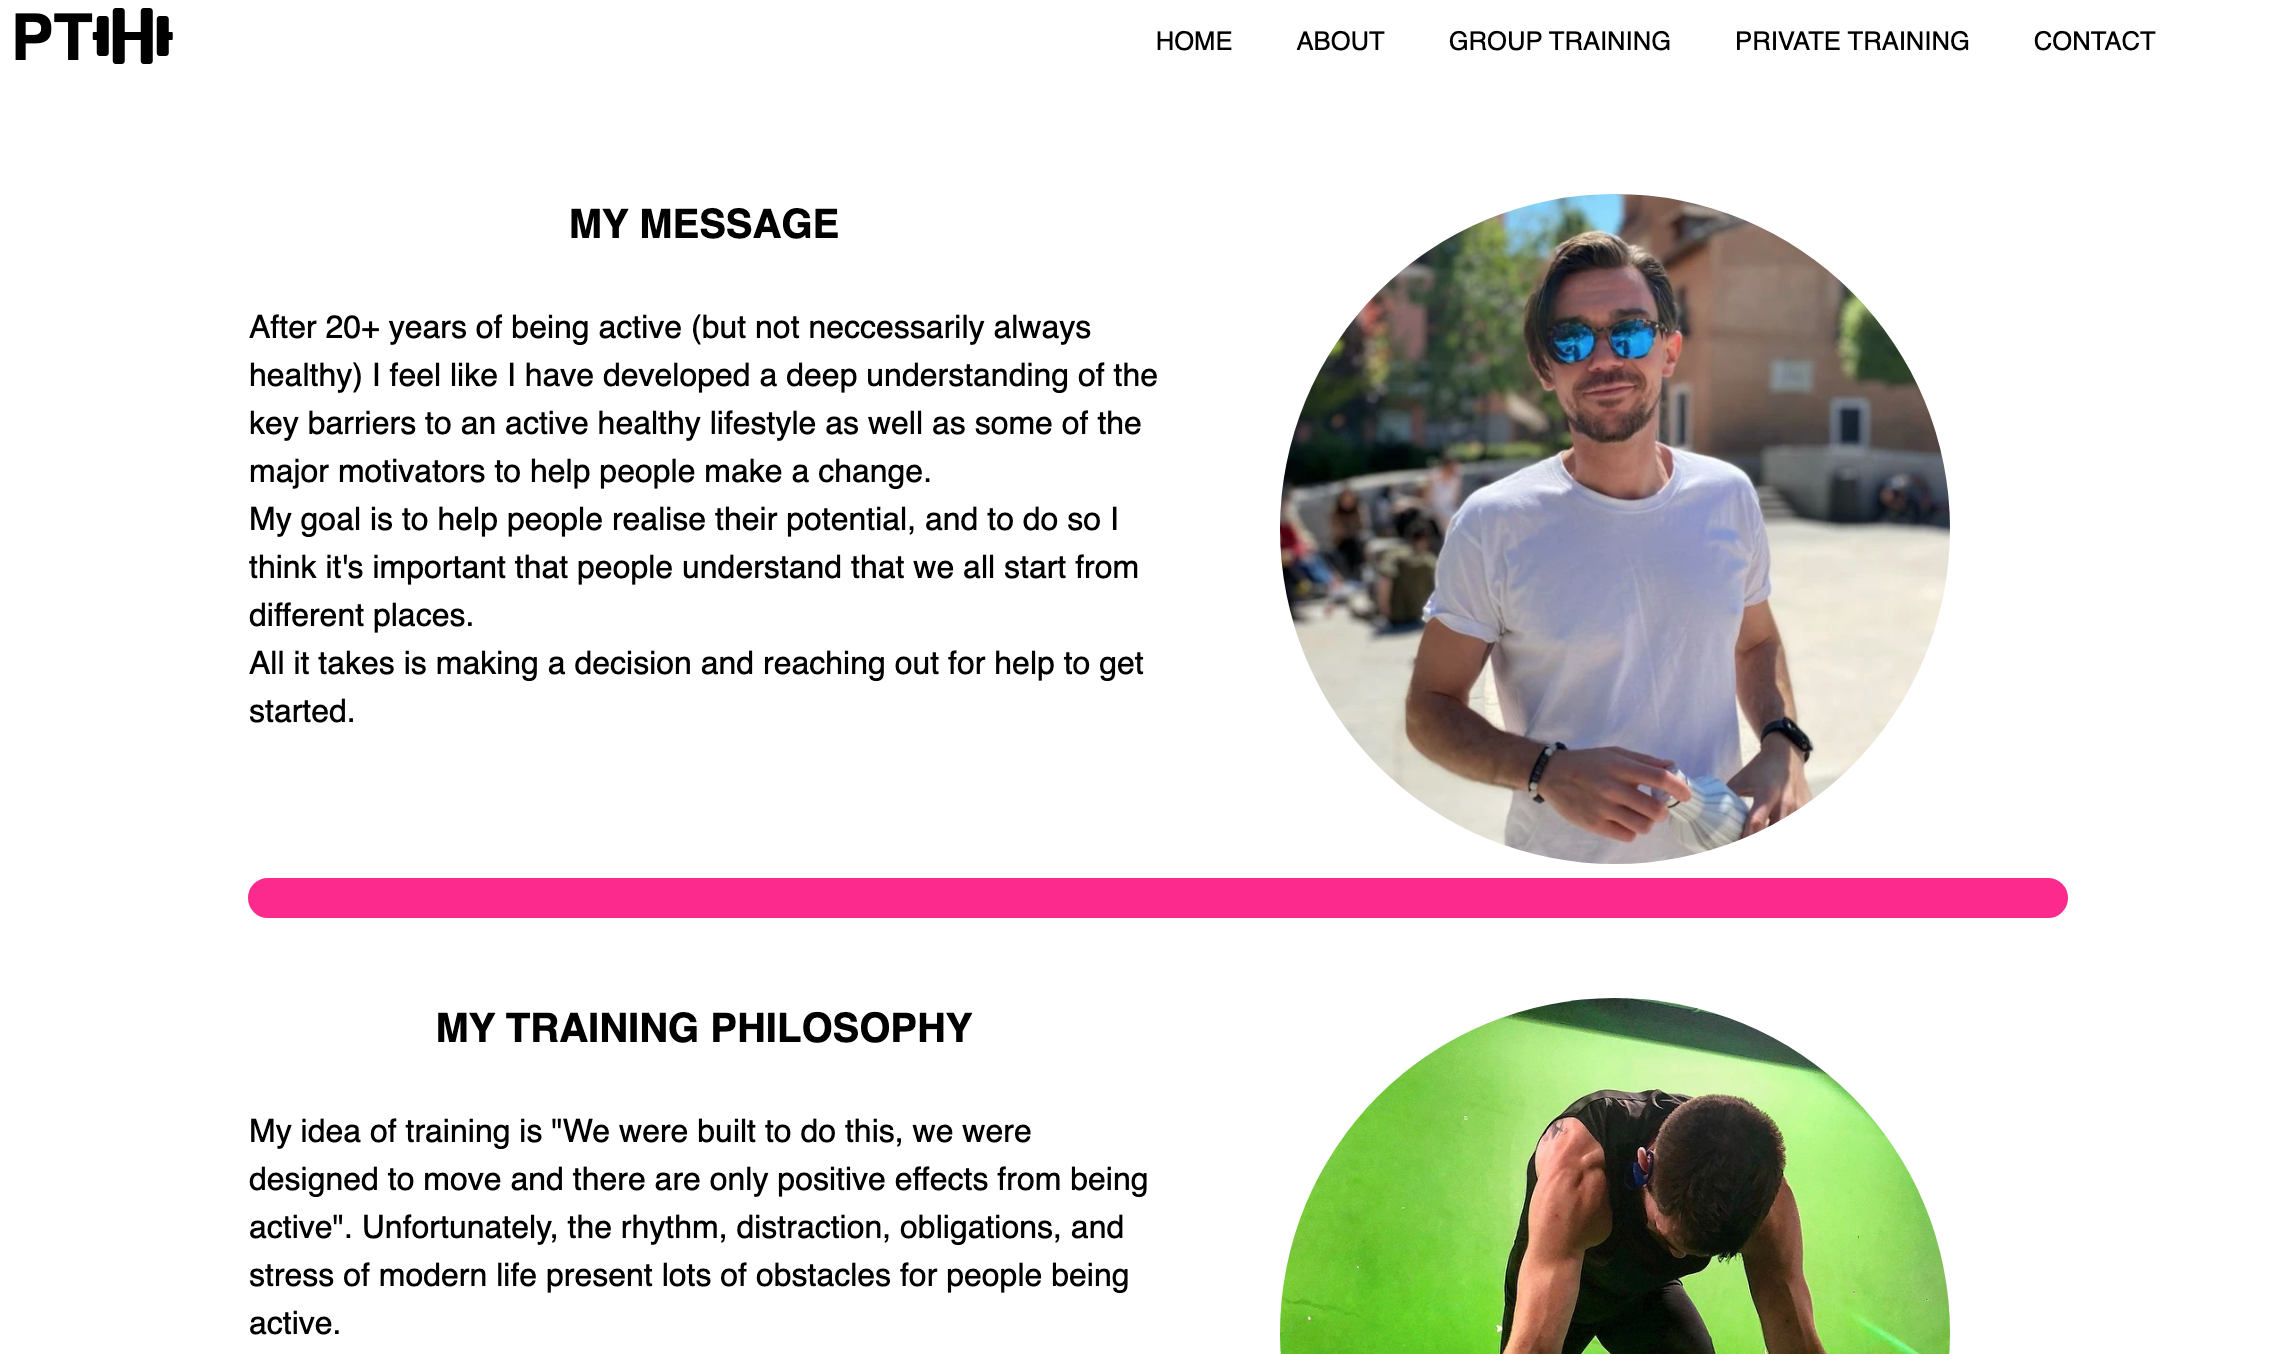 PTH
HOME ABOUT GROUP TRAINING PRIVATE TRAINING CONTACT
MY MESSAGE
After 20+ years of being active (but not neccessarily always
healthy) I feel like I have developed a deep understanding of the
key barriers to an active healthy lifestyle as well as some of the
major motivators to help people make a change.
My goal is to help people realise their potential, and to do so I
think it's important that people understand that we all start from
different places.
All it takes is making a decision and reaching out for help to get
started.
MY TRAINING PHILOSOPHY
My idea of training is "We were built to do this, we were
designed to move and there are only positive effects from being
active". Unfortunately, the rhythm, distraction, obligations, and
stress of modern life present lots of obstacles for people being
active.